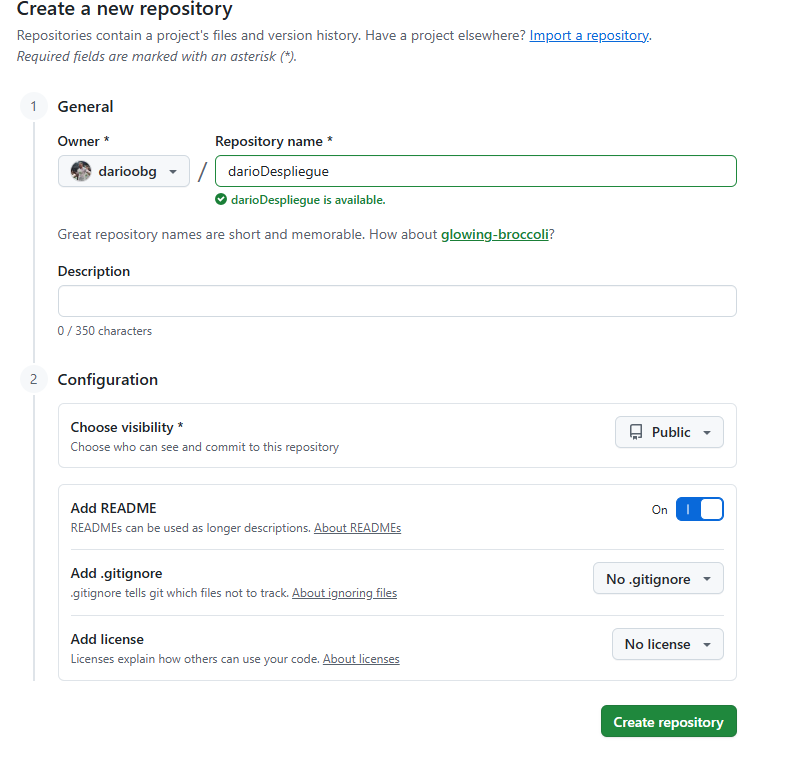 Create a new repository
Repositories contain a project's files and version history. Have a project elsewhere? Import a repository.
Required fields are marked with an asterisk (*).
1 General
Owner * Repository name *
darioobg / darioDespliegue
darioDespliegue is available.
Great repository names are short and memorable. How about glowing-broccoli?
Description
0 / 350 characters
2 Configuration
Choose visibility *
Choose who can see and commit to this repository
Public
Add README
READMEs can be used as longer descriptions. About READMEs
On
Add .gitignore
.gitignore tells git which files not to track. About ignoring files
No .gitignore
Add license
Licenses explain how others can use your code. About licenses
No license
Create repository